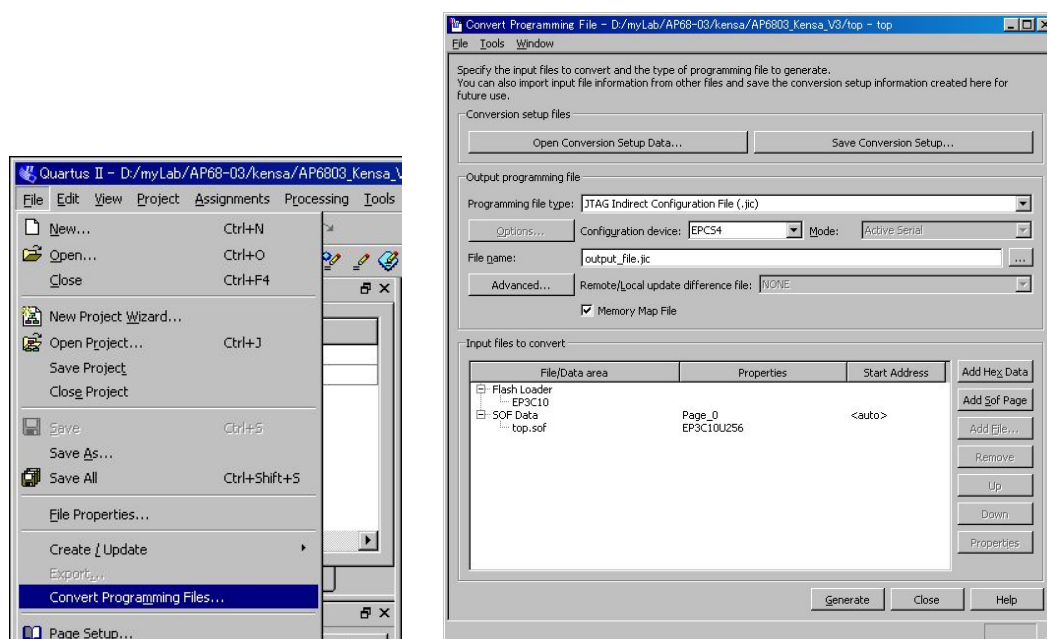 Quartus II - D:/myLab/AP68-03/kensa/AP6803_Kensa_V
File Edit View Project Assignments Processing Tools
New... Ctrl+N
Open... Ctrl+O
Close Ctrl+F4
New Project Wizard...
Open Project... Ctrl+J
Save Project
Close Project
Save Ctrl+S
Save As...
Save All Ctrl+Shift+S
File Properties...
Create / Update
Export...
Convert Programming Files...
Page Setup...
Convert Programming File - D:/myLab/AP68-03/kensa/AP6803_Kensa_V3/top - top
File Tools Window
Specify the input files to convert and the type of programming file to generate.
You can also import input file information from other files and save the conversion setup information created here for
future use.
Conversion setup files
Open Conversion Setup Data... Save Conversion Setup...
Output programming file
Programming file type: JTAG Indirect Configuration File (.jic)
Options... Configuration device: EPCS4 Mode: Active Serial
File name: output_file.jic ...
Advanced... Remote/Local update difference file: NONE
Memory Map File
Input files to convert
File/Data area Properties Start Address Add Hex Data
Flash Loader
EP3C10 Add Sof Page
SOF Data Page_0 <auto>
top.sof EP3C10U256 Add File...
Remove
Up
Down
Properties
Generate Close Help